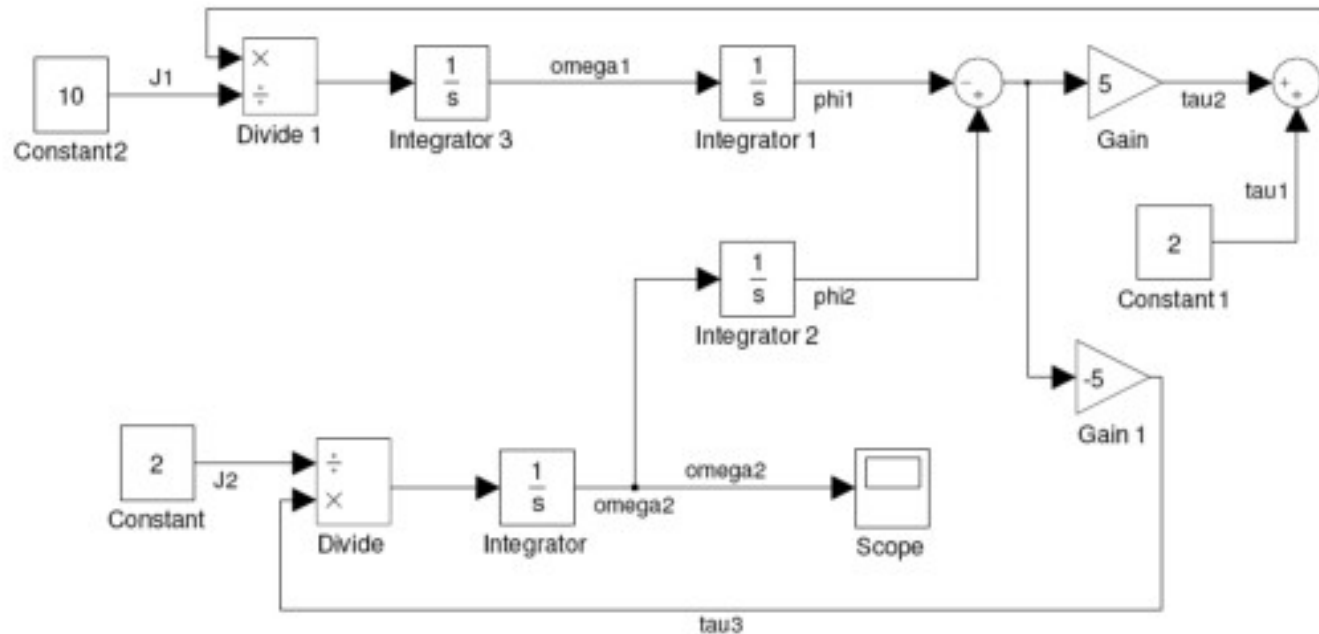 10
J1
Constant2
×
÷
Divide 1
1
s
Integrator 3
omega1
1
s
Integrator 1
phi1
-
+
5
Gain
tau2
+
+
tau1
2
Constant 1
1
s
Integrator 2
phi2
-5
Gain 1
2
J2
Constant
÷
×
Divide
1
s
Integrator
omega2
omega2
Scope
tau3